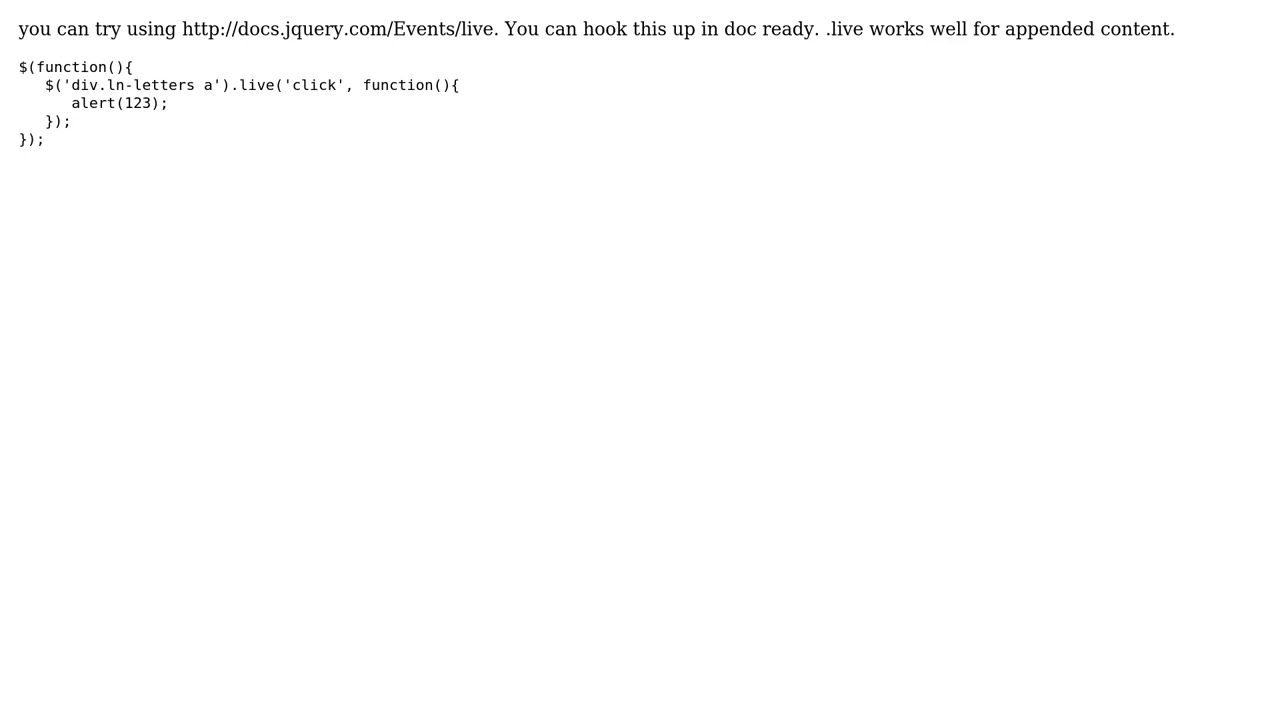 you can try using http://docs.jquery.com/Events/live. You can hook this up in doc ready. .live works well for appended content.
$(function(){
   $('div.ln-letters a').live('click', function(){
      alert(123);
   });
});